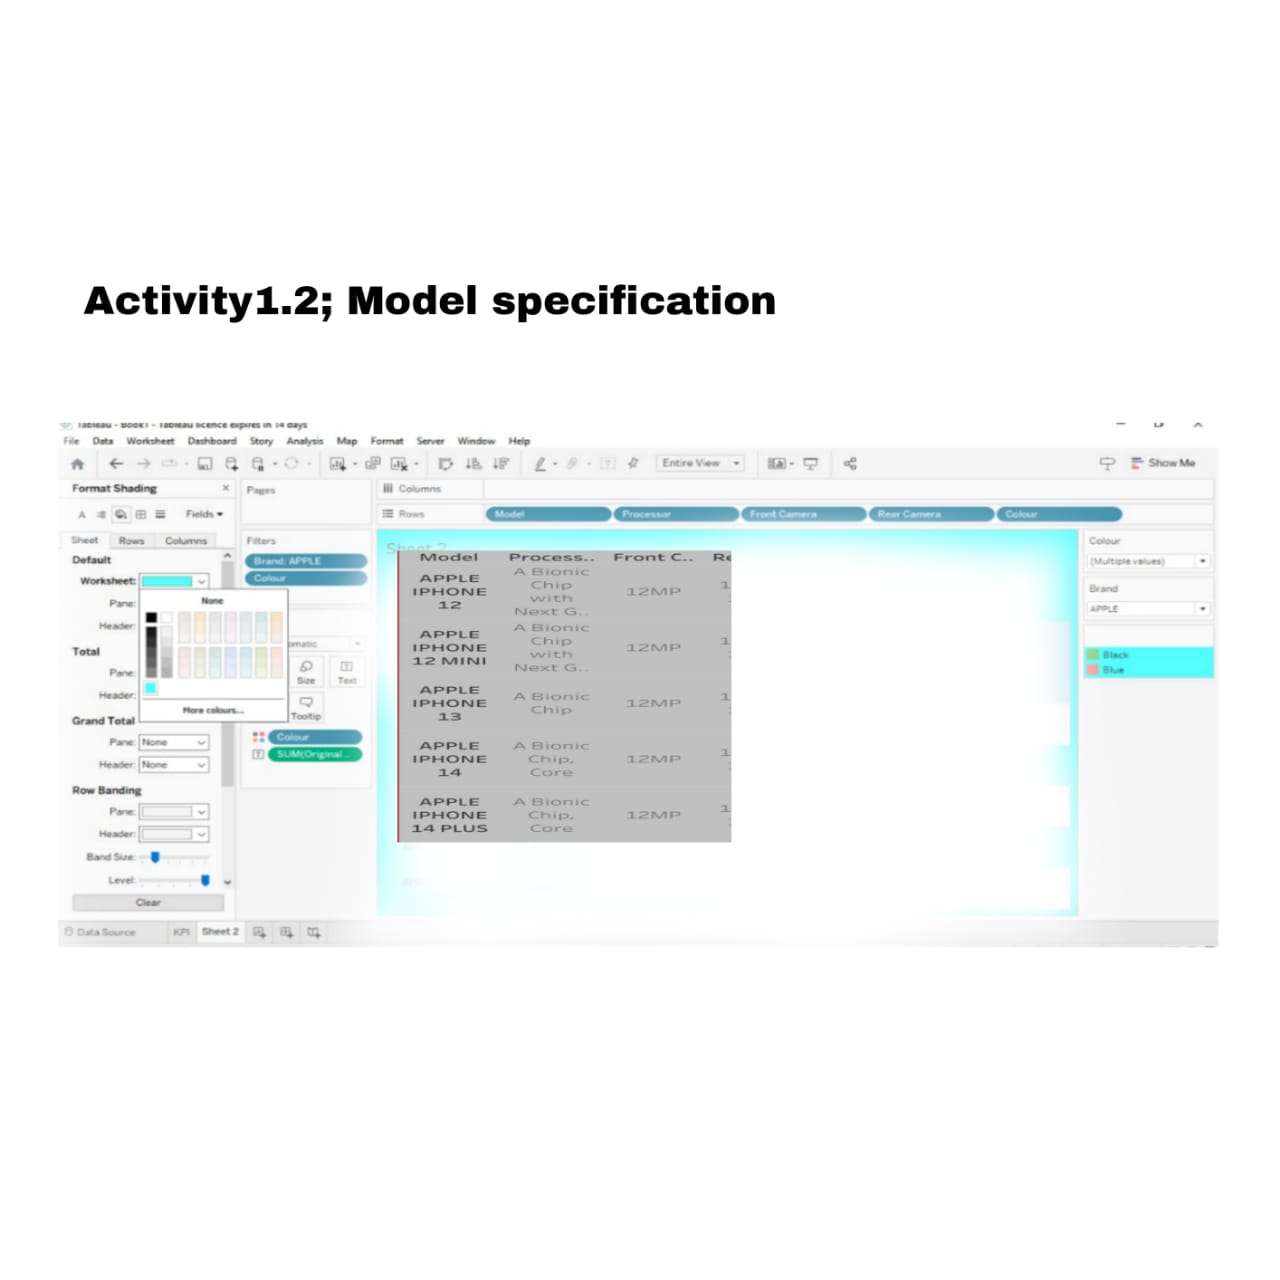 Activity1.2; Model specification
Tableau - Book1 - Tableau licence expires in 14 days
File Data Worksheet Dashboard Story Analysis Map Format Server Window Help
Entire View
Show Me
Format Shading
Fields
Sheet Rows Columns
Default
Worksheet:
None
Pane:
Header:
Total
Pane:
Header:
More colours...
Grand Total
Pane: None
Header: None
Row Banding
Pane:
Header:
Band Size:
Level:
Clear
Pages
Filters
Brand: APPLE
Colour
omatic
Size Text
Tooltip
Colour
SUM(Original ..
Columns
Rows Model Processor Front Camera Rear Camera Colour
Sheet 2
Model Process.. Front C.. Re
APPLE IPHONE 12
A Bionic Chip with Next G..
12MP
APPLE IPHONE 12 MINI
A Bionic Chip with Next G..
12MP
APPLE IPHONE 13
A Bionic Chip
12MP
APPLE IPHONE 14
A Bionic Chip, Core
12MP
APPLE IPHONE 14 PLUS
A Bionic Chip, Core
12MP
Colour
(Multiple values)
Brand
APPLE
Black
Blue
Data Source KPI Sheet 2